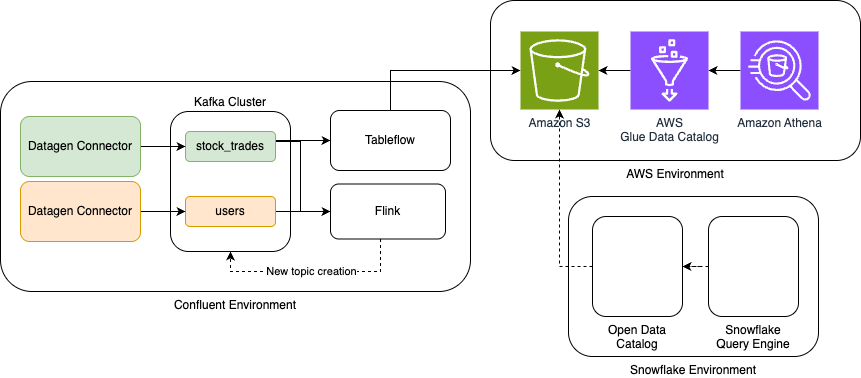 Kafka Cluster
Datagen Connector
stock_trades
Tableflow
Datagen Connector
users
Flink
New topic creation
Confluent Environment
Amazon S3
AWS
Glue Data Catalog
Amazon Athena
AWS Environment
Open Data
Catalog
Snowflake
Query Engine
Snowflake Environment